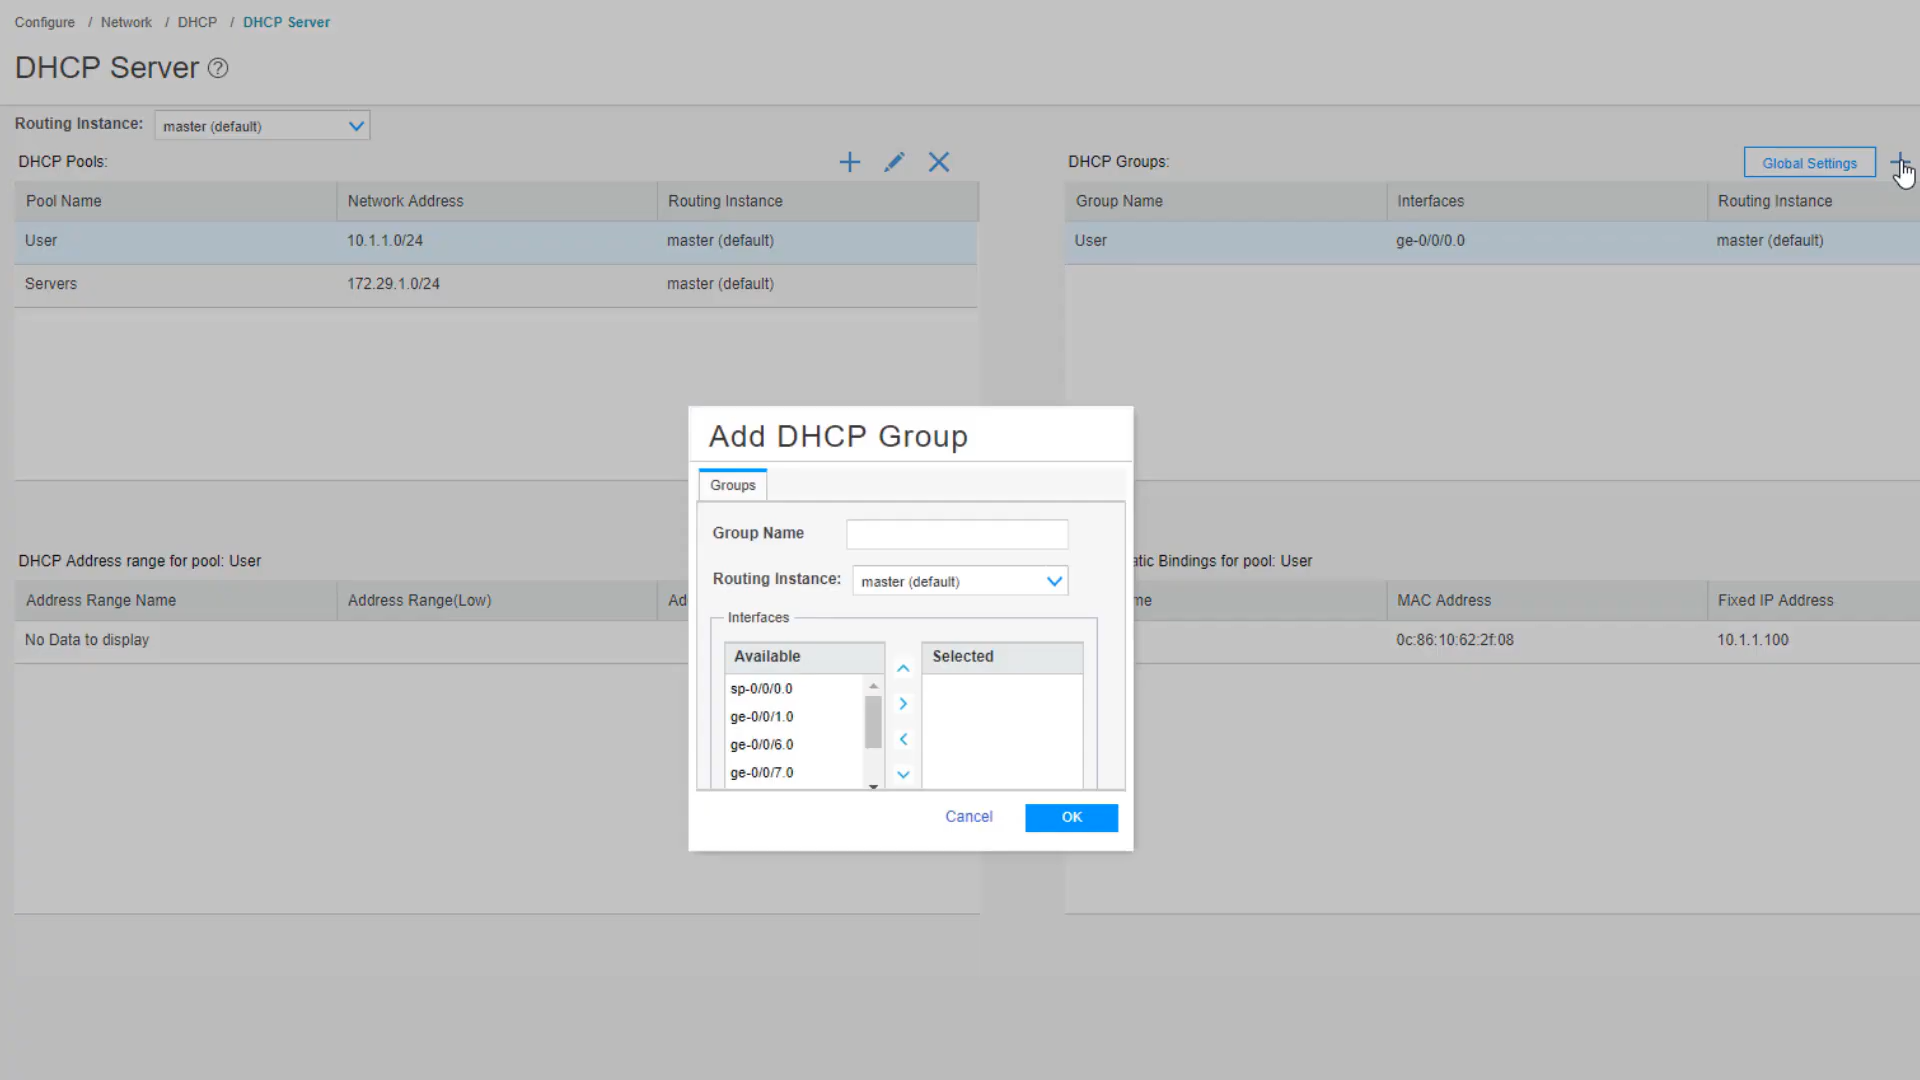 Configure / Network / DHCP / DHCP Server
DHCP Server ?
Routing Instance: master (default)
DHCP Pools:
Pool Name Network Address Routing Instance
User 10.1.1.0/24 master (default)
Servers 172.29.1.0/24 master (default)
DHCP Groups: Global Settings
Group Name Interfaces Routing Instance
User ge-0/0/0.0 master (default)
Add DHCP Group
Groups
Group Name
Routing Instance: master (default)
Interfaces
Available Selected
sp-0/0/0.0
ge-0/0/1.0
ge-0/0/6.0
ge-0/0/7.0
Cancel OK
DHCP Address range for pool: User
Address Range Name Address Range(Low) Ad
No Data to display
atic Bindings for pool: User
me MAC Address Fixed IP Address
0c:86:10:62:2f:08 10.1.1.100